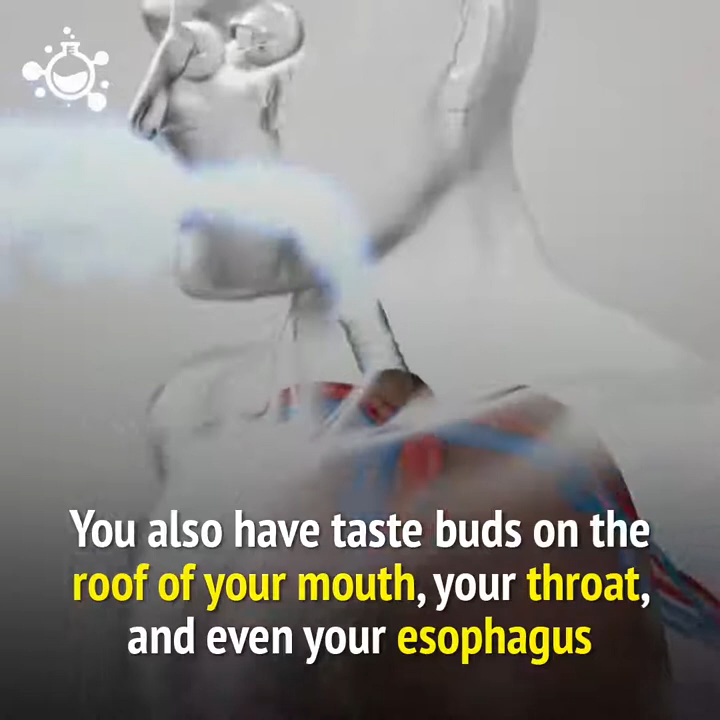 You also have taste buds on the
roof of your mouth, your throat,
and even your esophagus